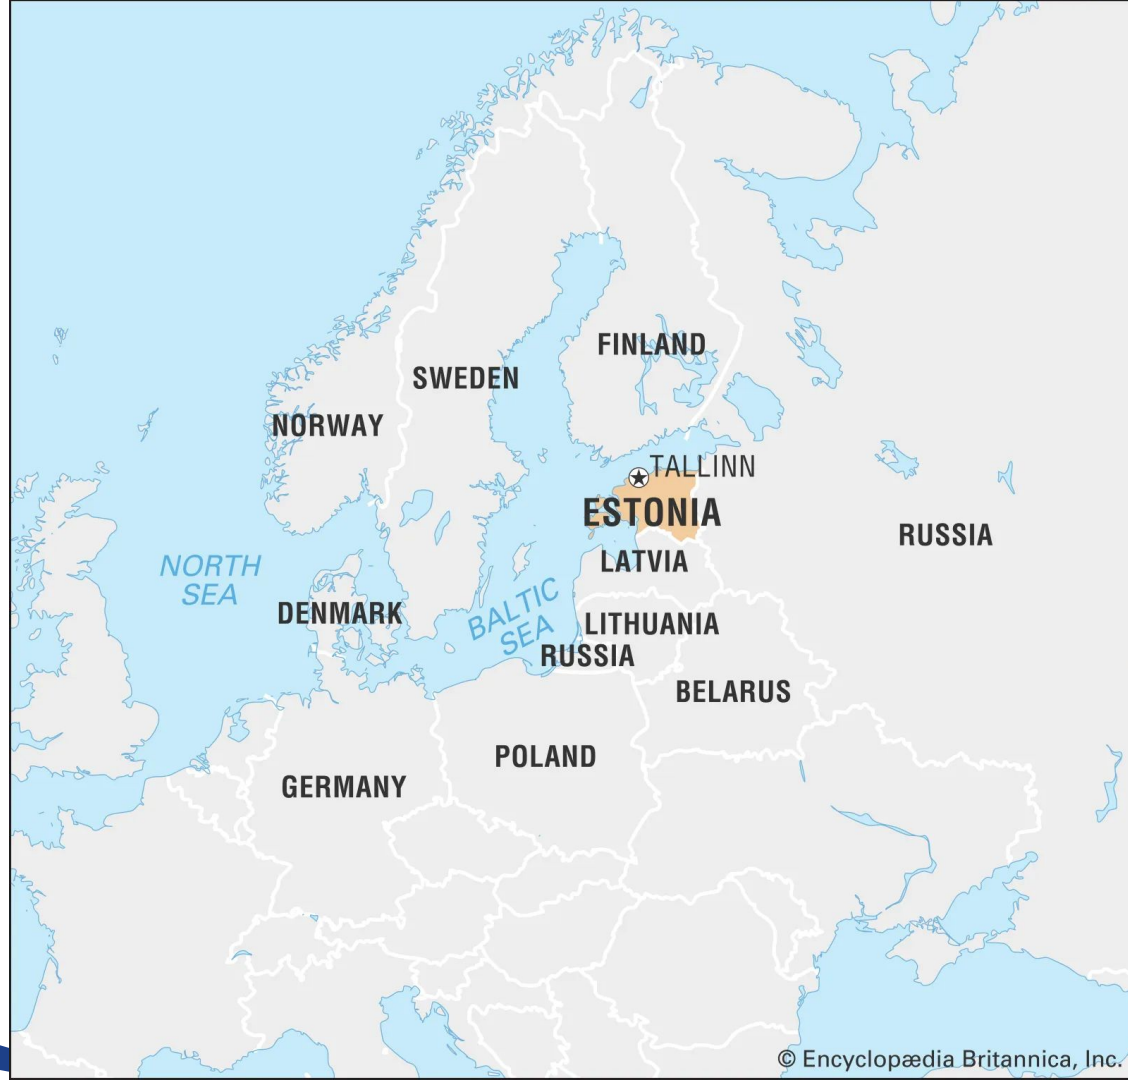 FINLAND
SWEDEN
NORWAY
TALLINN
ESTONIA
RUSSIA
LATVIA
NORTH
SEA
DENMARK
BALTIC
SEA
LITHUANIA
RUSSIA
BELARUS
POLAND
GERMANY
© Encyclopædia Britannica, Inc.